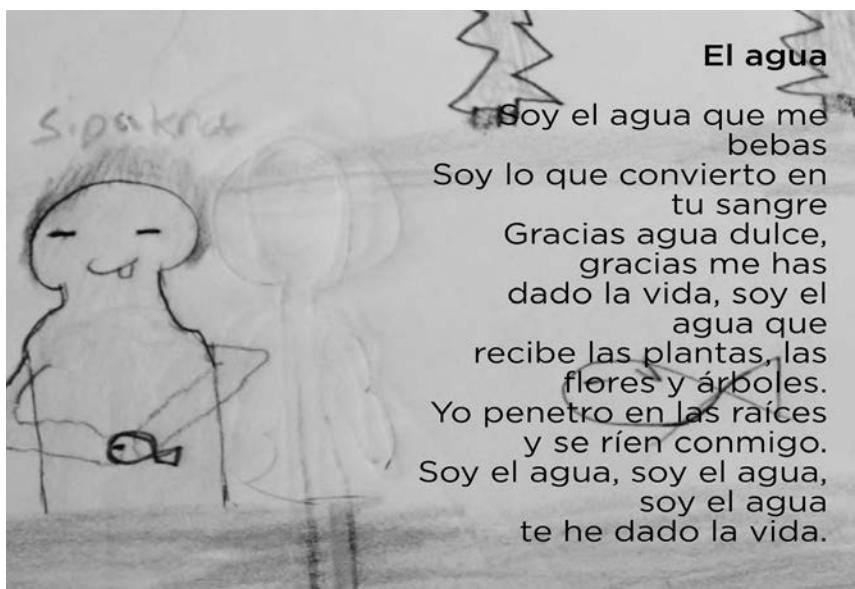 El agua
Soy el agua que me
bebas
Soy lo que convierto en
tu sangre
Gracias agua dulce,
gracias me has
dado la vida, soy el
agua que
recibe las plantas, las
flores y árboles.
Yo penetro en las raíces
y se ríen conmigo.
Soy el agua, soy el agua,
soy el agua
te he dado la vida.